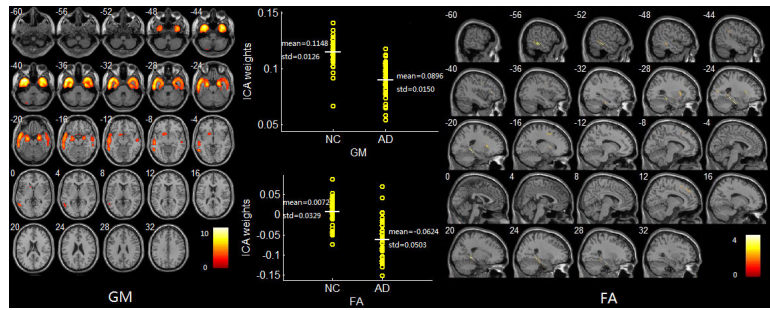 -60 -56 -52 -48 -44
-40 -36 -32 -28 -24
-20 -16 -12 -8 -4
0 4 8 12 16
20 24 28 32
10
0
GM
0.15
0.1
0.05
ICA weights
mean=0.1148
std=0.0126
mean=0.0896
std=0.0150
NC AD
GM
0.05
0
-0.05
-0.1
-0.15
ICA weights
mean=0.0072
std=0.0329
mean=-0.0624
std=0.0503
NC AD
FA
-60 -56 -52 -48 -44
-40 -36 -32 -28 -24
-20 -16 -12 -8 -4
0 4 8 12 16
20 24 28 32
4
0
FA